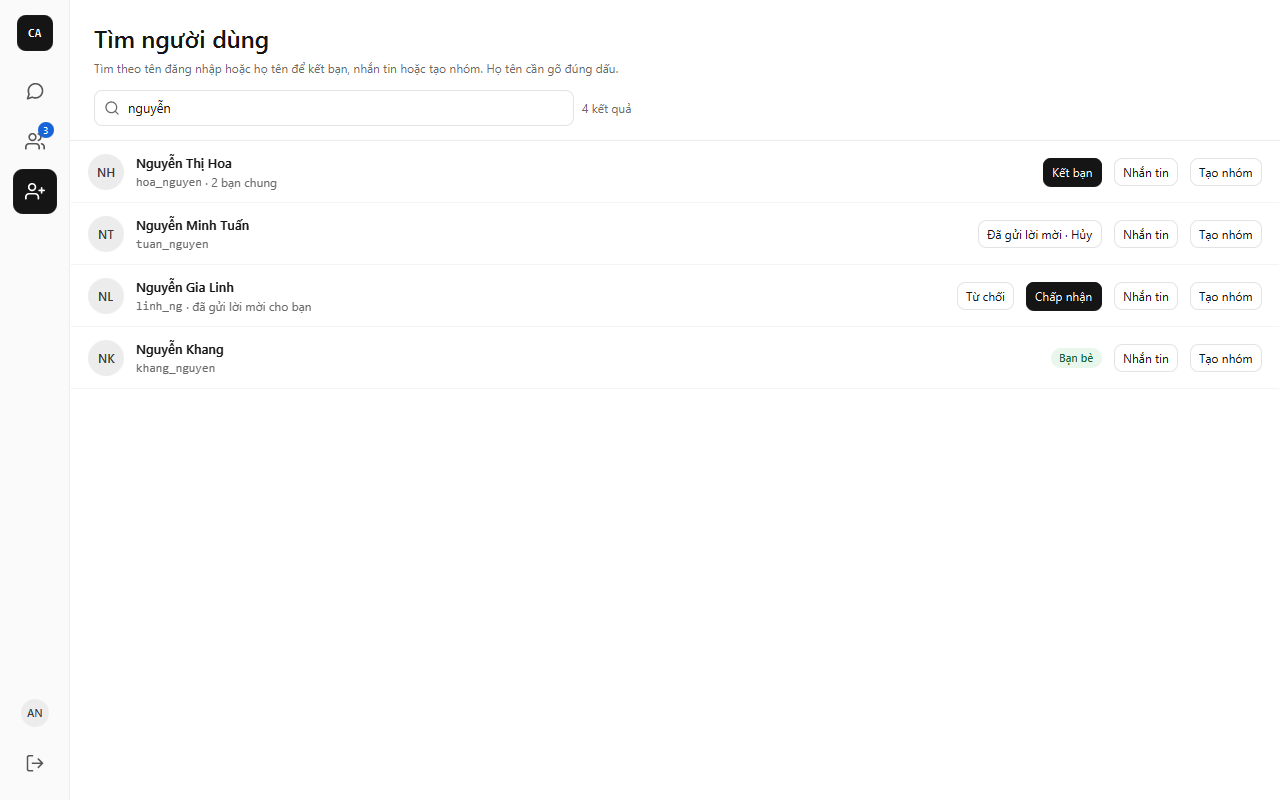 CA
3
Tìm người dùng
Tìm theo tên đăng nhập hoặc họ tên để kết bạn, nhắn tin hoặc tạo nhóm. Họ tên cần gõ đúng dấu.
nguyễn
4 kết quả
NH
Nguyễn Thị Hoa
hoa_nguyen · 2 bạn chung
Kết bạn
Nhắn tin
Tạo nhóm
NT
Nguyễn Minh Tuấn
tuan_nguyen
Đã gửi lời mời · Hủy
Nhắn tin
Tạo nhóm
NL
Nguyễn Gia Linh
linh_ng · đã gửi lời mời cho bạn
Từ chối
Chấp nhận
Nhắn tin
Tạo nhóm
NK
Nguyễn Khang
khang_nguyen
Bạn bè
Nhắn tin
Tạo nhóm
AN